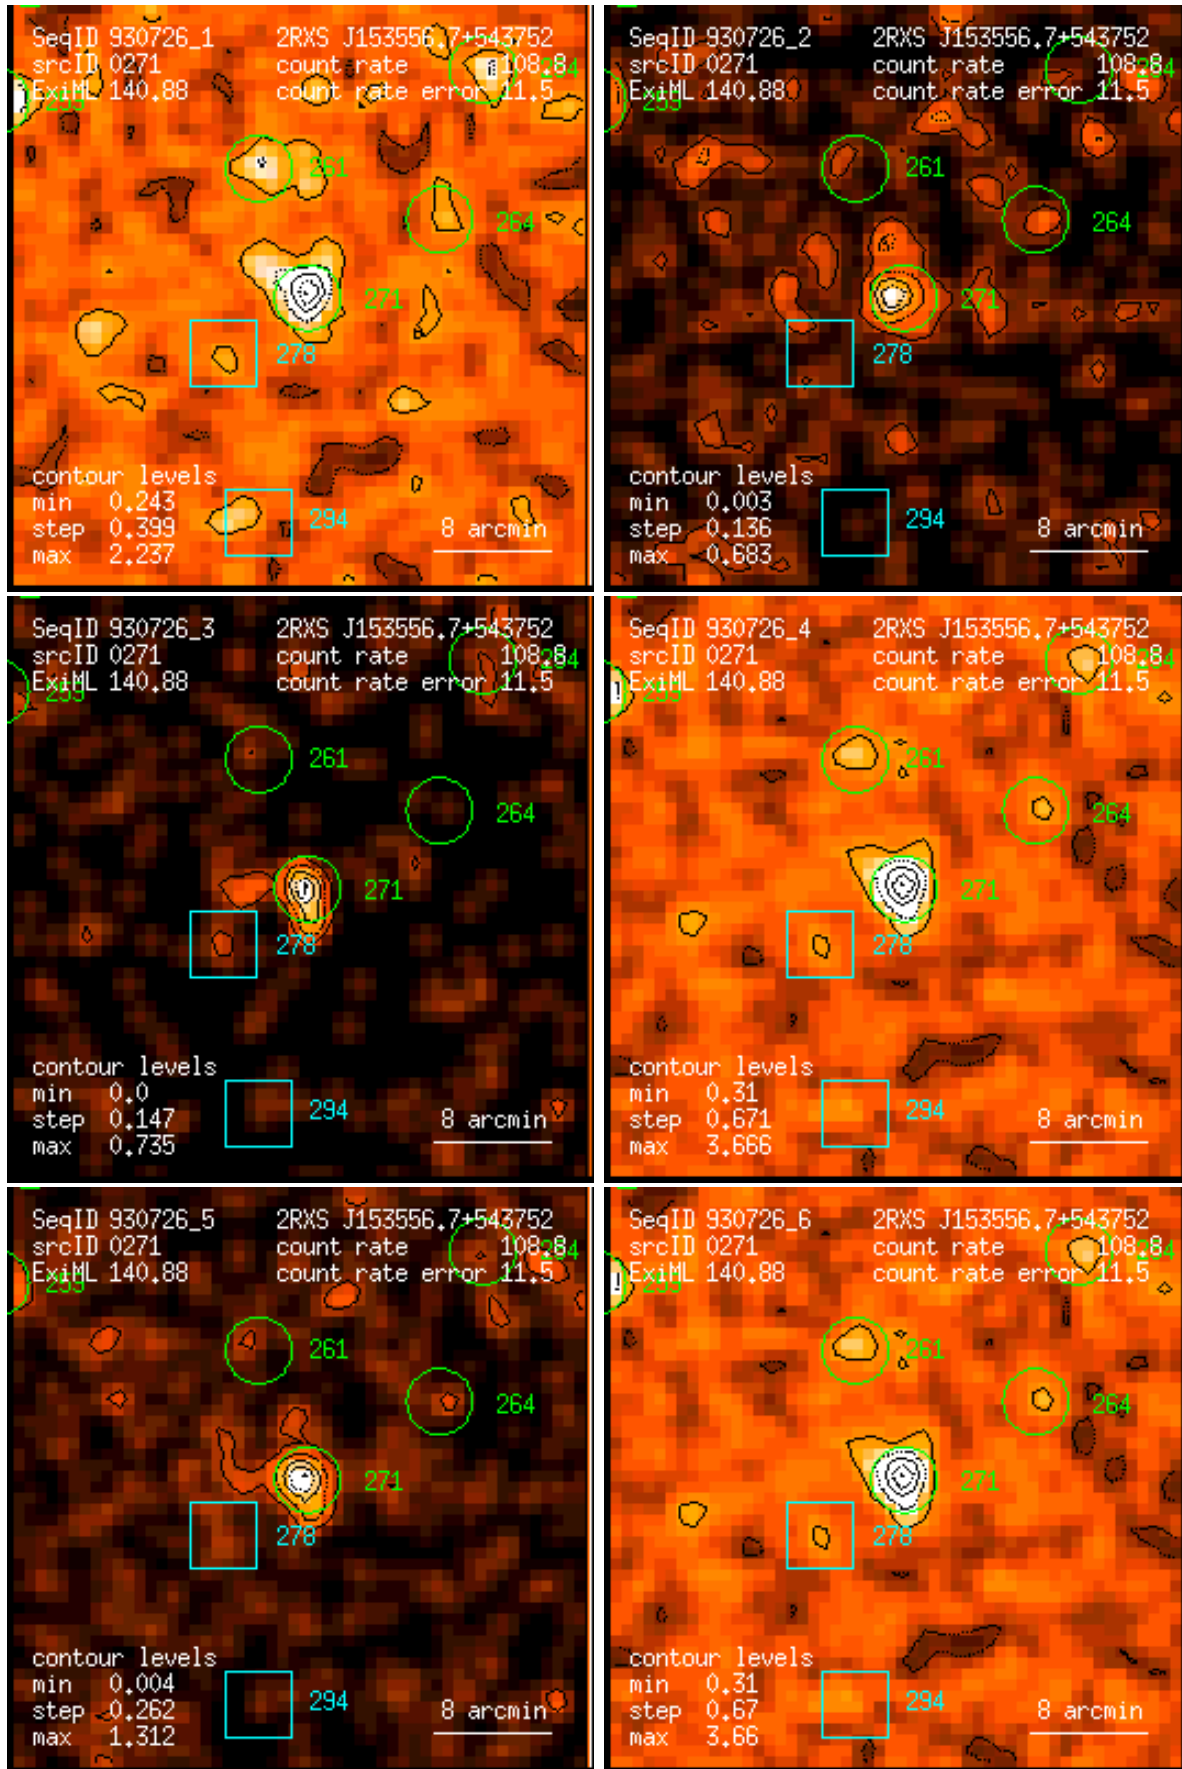 SeqID 930726_1 2RXS J153556.7+543752
srcID 0271 count rate 108.8
ExiML 140.88 count rate error 11.5
261
264
271
278
contour levels
min 0.243
step 0.399
max 2.237
294
8 arcmin
SeqID 930726_2 2RXS J153556.7+543752
srcID 0271 count rate 108.8
ExiML 140.88 count rate error 11.5
261
264
271
278
contour levels
min 0.003
step 0.136
max 0.683
294
8 arcmin
SeqID 930726_3 2RXS J153556.7+543752
srcID 0271 count rate 108.8
ExiML 140.88 count rate error 11.5
261
264
271
278
contour levels
min 0.0
step 0.147
max 0.735
294
8 arcmin
SeqID 930726_4 2RXS J153556.7+543752
srcID 0271 count rate 108.8
ExiML 140.88 count rate error 11.5
261
264
271
278
contour levels
min 0.31
step 0.671
max 3.666
294
8 arcmin
SeqID 930726_5 2RXS J153556.7+543752
srcID 0271 count rate 108.8
ExiML 140.88 count rate error 11.5
261
264
271
278
contour levels
min 0.004
step 0.262
max 1.312
294
8 arcmin
SeqID 930726_6 2RXS J153556.7+543752
srcID 0271 count rate 108.8
ExiML 140.88 count rate error 11.5
261
264
271
278
contour levels
min 0.31
step 0.67
max 3.66
294
8 arcmin